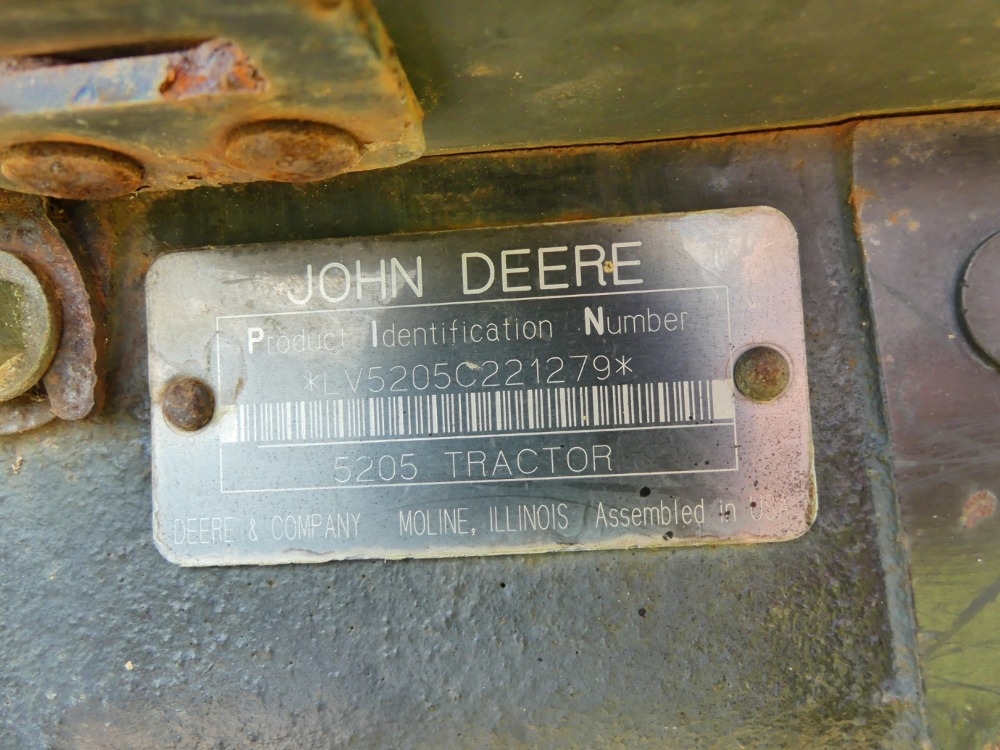 JOHN DEERE
Product Identification Number
*LV5205C221279*
5205 TRACTOR
DEERE & COMPANY MOLINE, ILLINOIS Assembled in USA